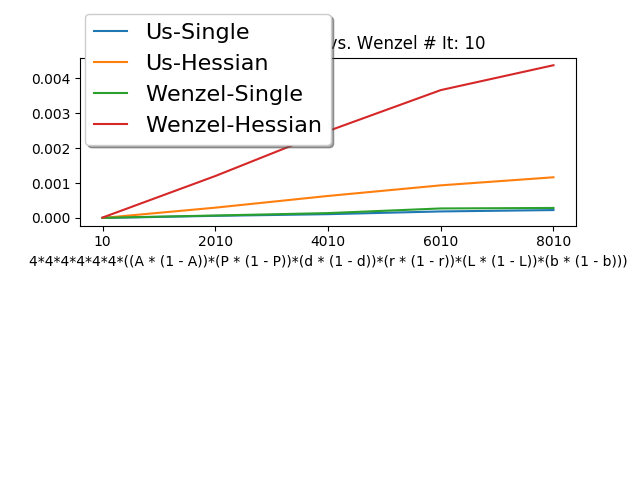 Us-Single
Us-Hessian
Wenzel-Single
Wenzel-Hessian
vs. Wenzel # It: 10
0.004
0.003
0.002
0.001
0.000
10 2010 4010 6010 8010
4*4*4*4*4*4*((A * (1 - A))*(P * (1 - P))*(d * (1 - d))*(r * (1 - r))*(L * (1 - L))*(b * (1 - b)))